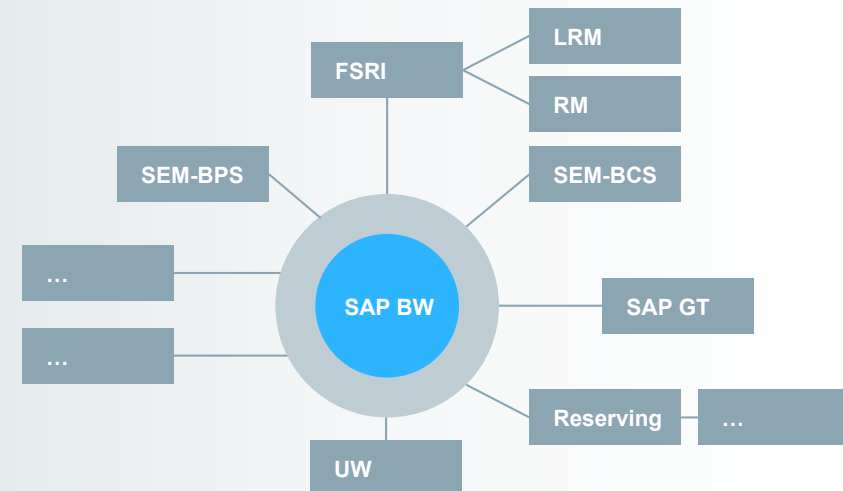 LRM
FSRI
RM
SEM-BPS
SEM-BCS
…
SAP BW
SAP GT
…
Reserving
…
UW